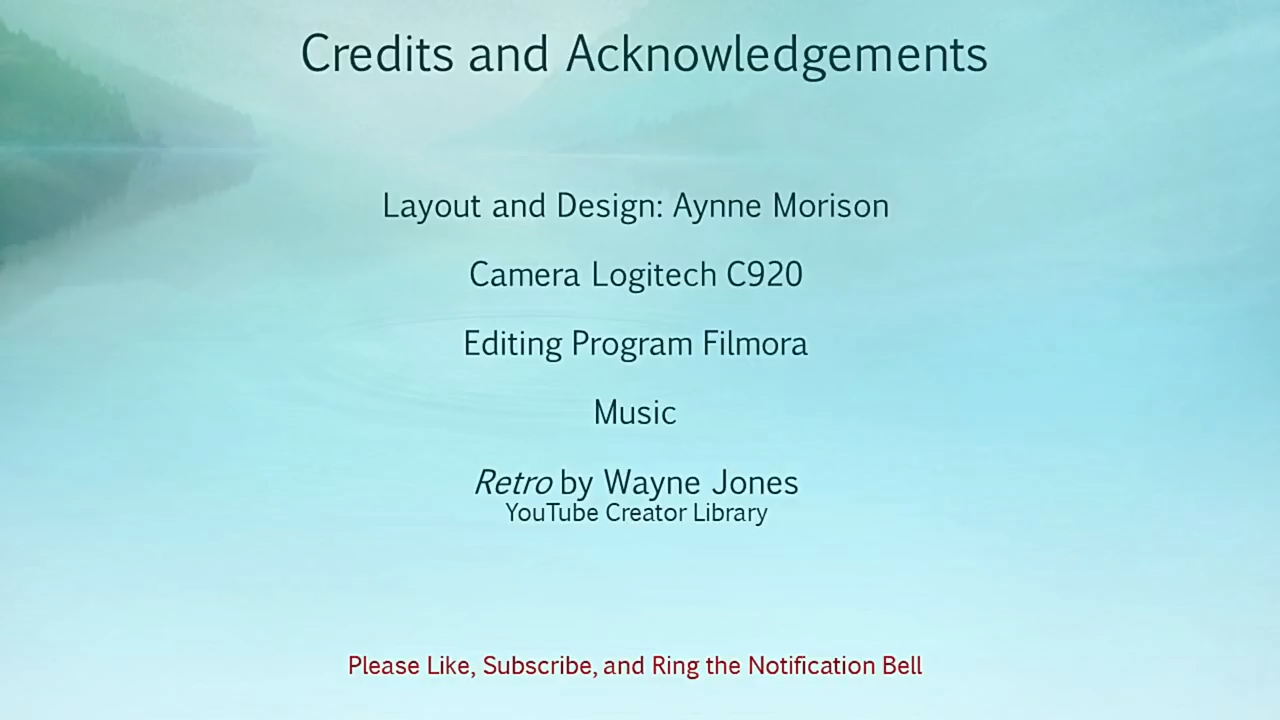 Credits and Acknowledgements
Layout and Design: Aynne Morison
Camera Logitech C920
Editing Program Filmora
Music
Retro by Wayne Jones
YouTube Creator Library
Please Like, Subscribe, and Ring the Notification Bell